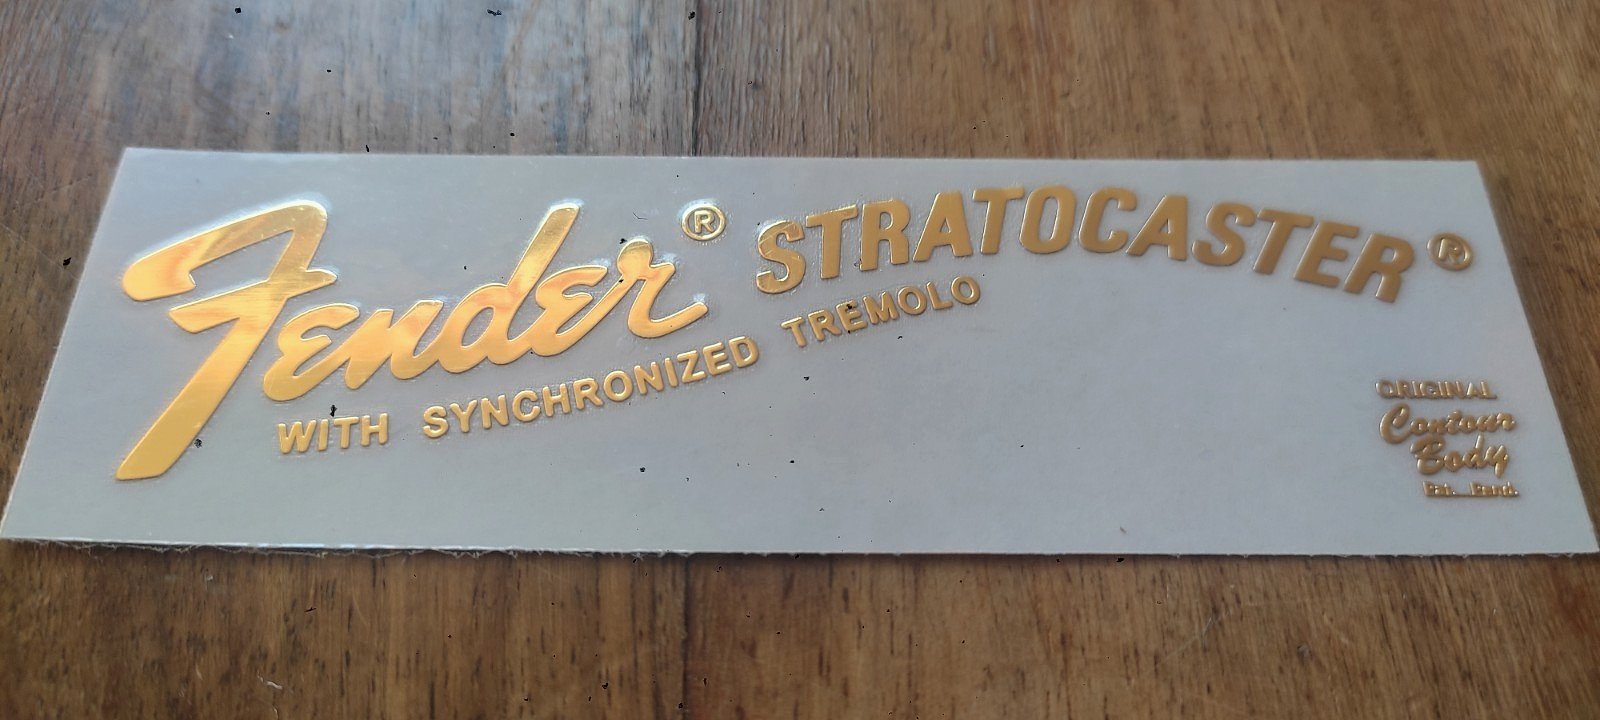 Fender® STRATOCASTER®
WITH SYNCHRONIZED TREMOLO
ORIGINAL
Contour
Body